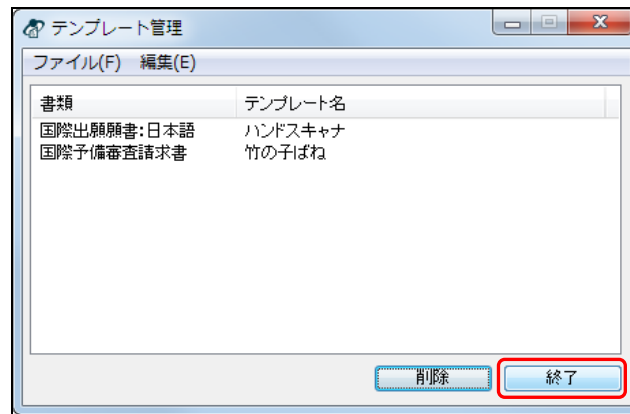 テンプレート管理
ファイル(F) 編集(E)
書類 テンプレート名
国際出願願書:日本語 ハンドスキャナ
国際予備審査請求書 竹の子ばね
削除 終了